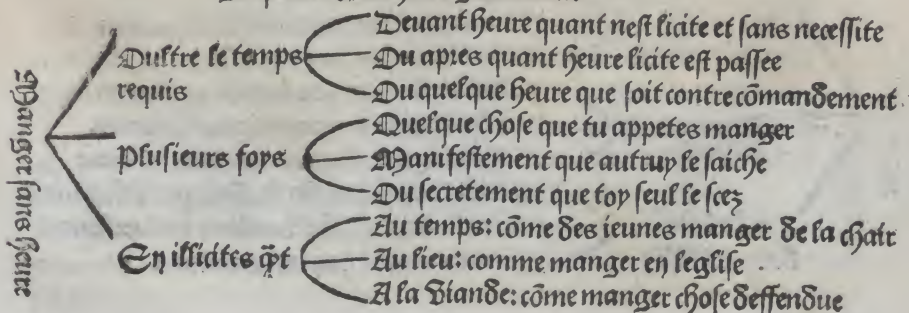 Manger ſans heure
Oultre le temps
requis
Deuant heure quant neſt licite et ſans neceſſite
Ou apres quant heure licite eſt paſſee
Ou quelque heure que ſoit contre cõmandement
Pluſieurs foys
Quelque choſe que tu appetes manger
Manifeſtement que autruy le ſaiche
Ou ſecretement que toy ſeul le ſcez
En illicites
Au temps: cõme des ieunes manger de la chair
Au lieu: comme manger en legliſe .
A la viande: cõme manger choſe deffendue